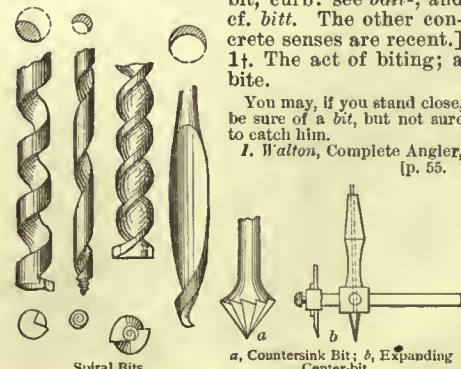 bit, curb: see bait-, and
cf. bitt. The other con-
crete senses are recent.]
1†. The act of biting; a
bite.
You may, if you stand close,
be sure of a bit, but not sure
to catch him.
I. Walton, Complete Angler,
[p. 55.
a
b
Spiral Bits.
a, Countersink Bit; b, Expanding
Center-bit.